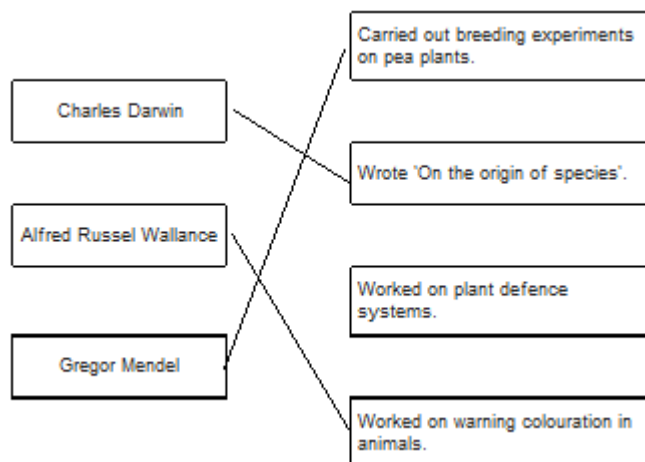 Carried out breeding experiments
on pea plants.
Charles Darwin
Wrote 'On the origin of species'.
Alfred Russel Wallance
Worked on plant defence
systems.
Gregor Mendel
Worked on warning colouration in
animals.